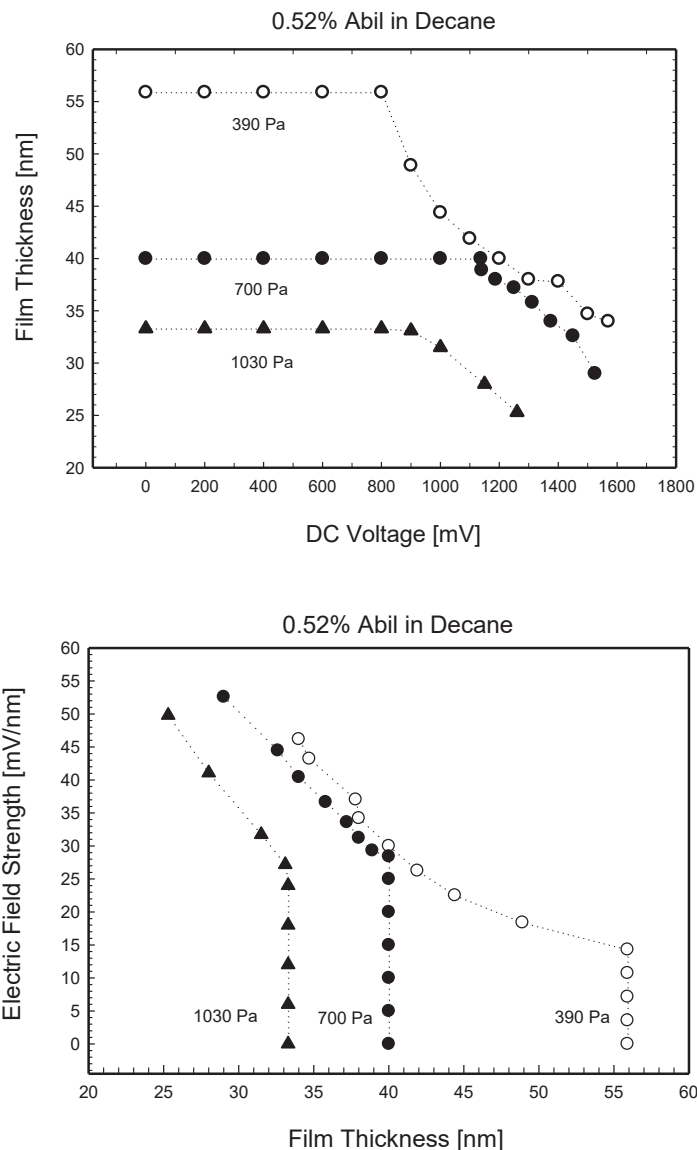 0.52% Abil in Decane
60
55
50
45
40
35
30
25
20
Film Thickness [nm]
390 Pa
700 Pa
1030 Pa
0 200 400 600 800 1000 1200 1400 1600 1800
DC Voltage [mV]
0.52% Abil in Decane
60
55
50
45
40
35
30
25
20
15
10
5
0
Electric Field Strength [mV/nm]
1030 Pa 700 Pa 390 Pa
20 25 30 35 40 45 50 55 60
Film Thickness [nm]